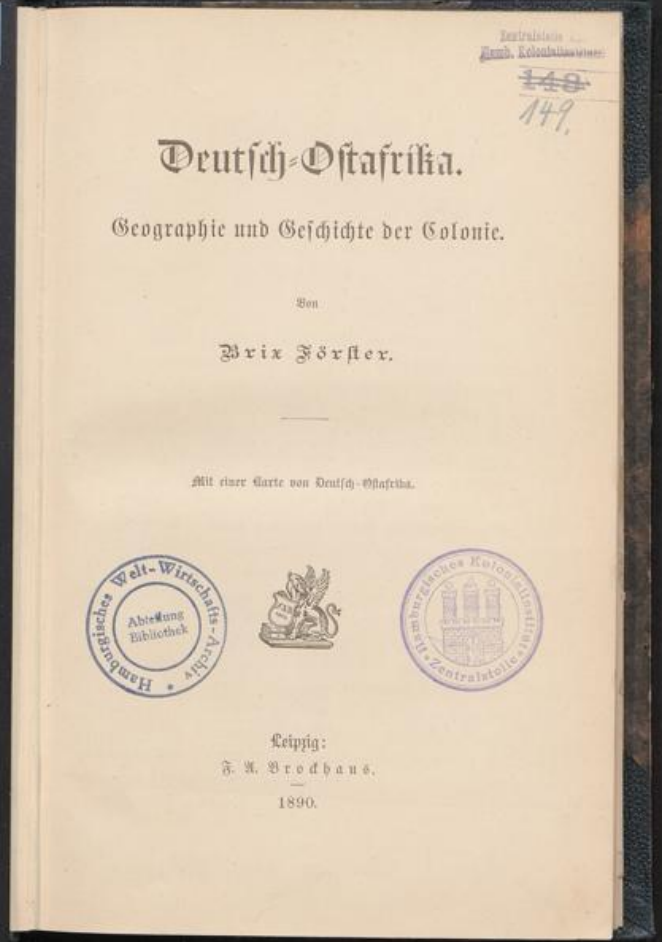 Zentralstelle
Hamb. Kolonialinstitut
148
149.
Deutſch-Oſtafrika.
Geographie und Geſchichte der Colonie.
Von
Brix Förſter.
Mit einer Karte von Deutſch-Oſtafrika.
Hamburgisches Welt-Wirtschafts-Archiv
Abteilung
Bibliothek
Hamburgisches Kolonialinstitut
Zentralstelle
Leipzig:
F. A. Brockhaus.
1890.